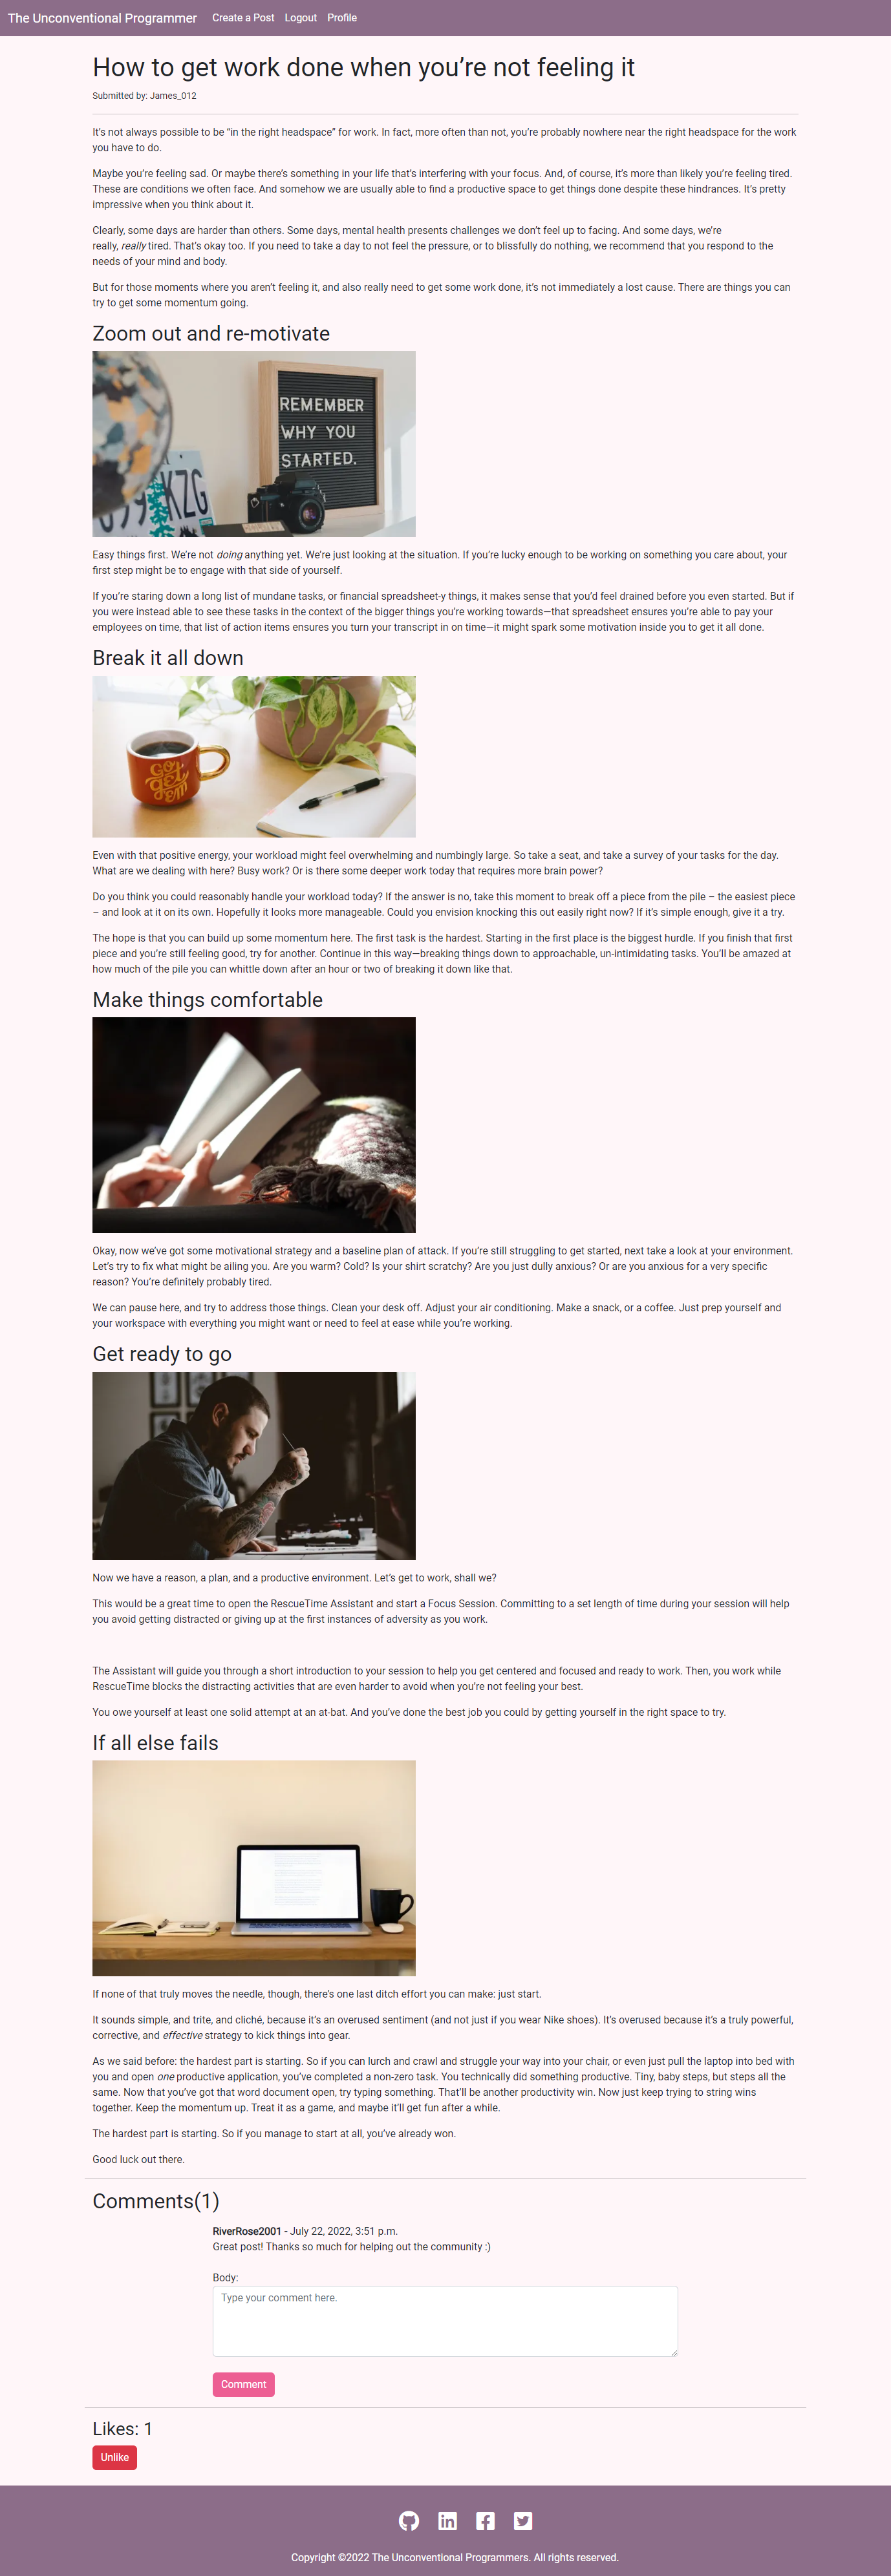 The Unconventional Programmer Create a Post Logout Profile
How to get work done when you’re not feeling it
Submitted by: James_012
It’s not always possible to be “in the right headspace” for work. In fact, more often than not, you’re probably nowhere near the right headspace for the work
you have to do.
Maybe you’re feeling sad. Or maybe there’s something in your life that’s interfering with your focus. And, of course, it’s more than likely you’re feeling tired.
These are conditions we often face. And somehow we are usually able to find a productive space to get things done despite these hindrances. It’s pretty
impressive when you think about it.
Clearly, some days are harder than others. Some days, mental health presents challenges we don’t feel up to facing. And some days, we’re
really, really tired. That’s okay too. If you need to take a day to not feel the pressure, or to blissfully do nothing, we recommend that you respond to the
needs of your mind and body.
But for those moments where you aren’t feeling it, and also really need to get some work done, it’s not immediately a lost cause. There are things you can
try to get some momentum going.
Zoom out and re-motivate
REMEMBER
WHY YOU
STARTED.
KZG
Easy things first. We’re not doing anything yet. We’re just looking at the situation. If you’re lucky enough to be working on something you care about, your
first step might be to engage with that side of yourself.
If you’re staring down a long list of mundane tasks, or financial spreadsheet-y things, it makes sense that you’d feel drained before you even started. But if
you were instead able to see these tasks in the context of the bigger things you’re working towards—that spreadsheet ensures you’re able to pay your
employees on time, that list of action items ensures you turn your transcript in on time—it might spark some motivation inside you to get it all done.
Break it all down
GO
get
'EM
Even with that positive energy, your workload might feel overwhelming and numbingly large. So take a seat, and take a survey of your tasks for the day.
What are we dealing with here? Busy work? Or is there some deeper work today that requires more brain power?
Do you think you could reasonably handle your workload today? If the answer is no, take this moment to break off a piece from the pile – the easiest piece
– and look at it on its own. Hopefully it looks more manageable. Could you envision knocking this out easily right now? If it’s simple enough, give it a try.
The hope is that you can build up some momentum here. The first task is the hardest. Starting in the first place is the biggest hurdle. If you finish that first
piece and you’re still feeling good, try for another. Continue in this way—breaking things down to approachable, un-intimidating tasks. You’ll be amazed at
how much of the pile you can whittle down after an hour or two of breaking it down like that.
Make things comfortable
Okay, now we’ve got some motivational strategy and a baseline plan of attack. If you’re still struggling to get started, next take a look at your environment.
Let’s try to fix what might be ailing you. Are you warm? Cold? Is your shirt scratchy? Are you just dully anxious? Or are you anxious for a very specific
reason? You’re definitely probably tired.
We can pause here, and try to address those things. Clean your desk off. Adjust your air conditioning. Make a snack, or a coffee. Just prep yourself and
your workspace with everything you might want or need to feel at ease while you’re working.
Get ready to go
Now we have a reason, a plan, and a productive environment. Let’s get to work, shall we?
This would be a great time to open the RescueTime Assistant and start a Focus Session. Committing to a set length of time during your session will help
you avoid getting distracted or giving up at the first instances of adversity as you work.
The Assistant will guide you through a short introduction to your session to help you get centered and focused and ready to work. Then, you work while
RescueTime blocks the distracting activities that are even harder to avoid when you’re not feeling your best.
You owe yourself at least one solid attempt at an at-bat. And you’ve done the best job you could by getting yourself in the right space to try.
If all else fails
If none of that truly moves the needle, though, there’s one last ditch effort you can make: just start.
It sounds simple, and trite, and cliché, because it’s an overused sentiment (and not just if you wear Nike shoes). It’s overused because it’s a truly powerful,
corrective, and effective strategy to kick things into gear.
As we said before: the hardest part is starting. So if you can lurch and crawl and struggle your way into your chair, or even just pull the laptop into bed with
you and open one productive application, you’ve completed a non-zero task. You technically did something productive. Tiny, baby steps, but steps all the
same. Now that you’ve got that word document open, try typing something. That’ll be another productivity win. Now just keep trying to string wins
together. Keep the momentum up. Treat it as a game, and maybe it’ll get fun after a while.
The hardest part is starting. So if you manage to start at all, you’ve already won.
Good luck out there.
Comments(1)
RiverRose2001 - July 22, 2022, 3:51 p.m.
Great post! Thanks so much for helping out the community :)
Body:
Type your comment here.
Comment
Likes: 1
Unlike
Copyright ©2022 The Unconventional Programmers. All rights reserved.